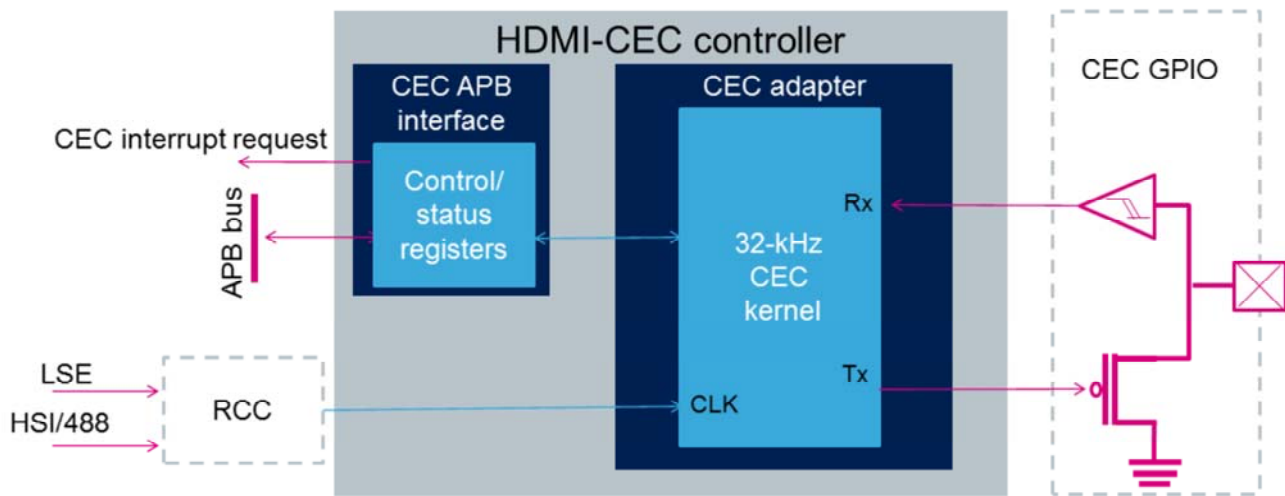 HDMI-CEC controller
CEC APB
interface
CEC adapter
CEC GPIO
CEC interrupt request
Control/
status
registers
APB bus
Rx
32-kHz
CEC
kernel
Tx
LSE
HSI/488
RCC
CLK